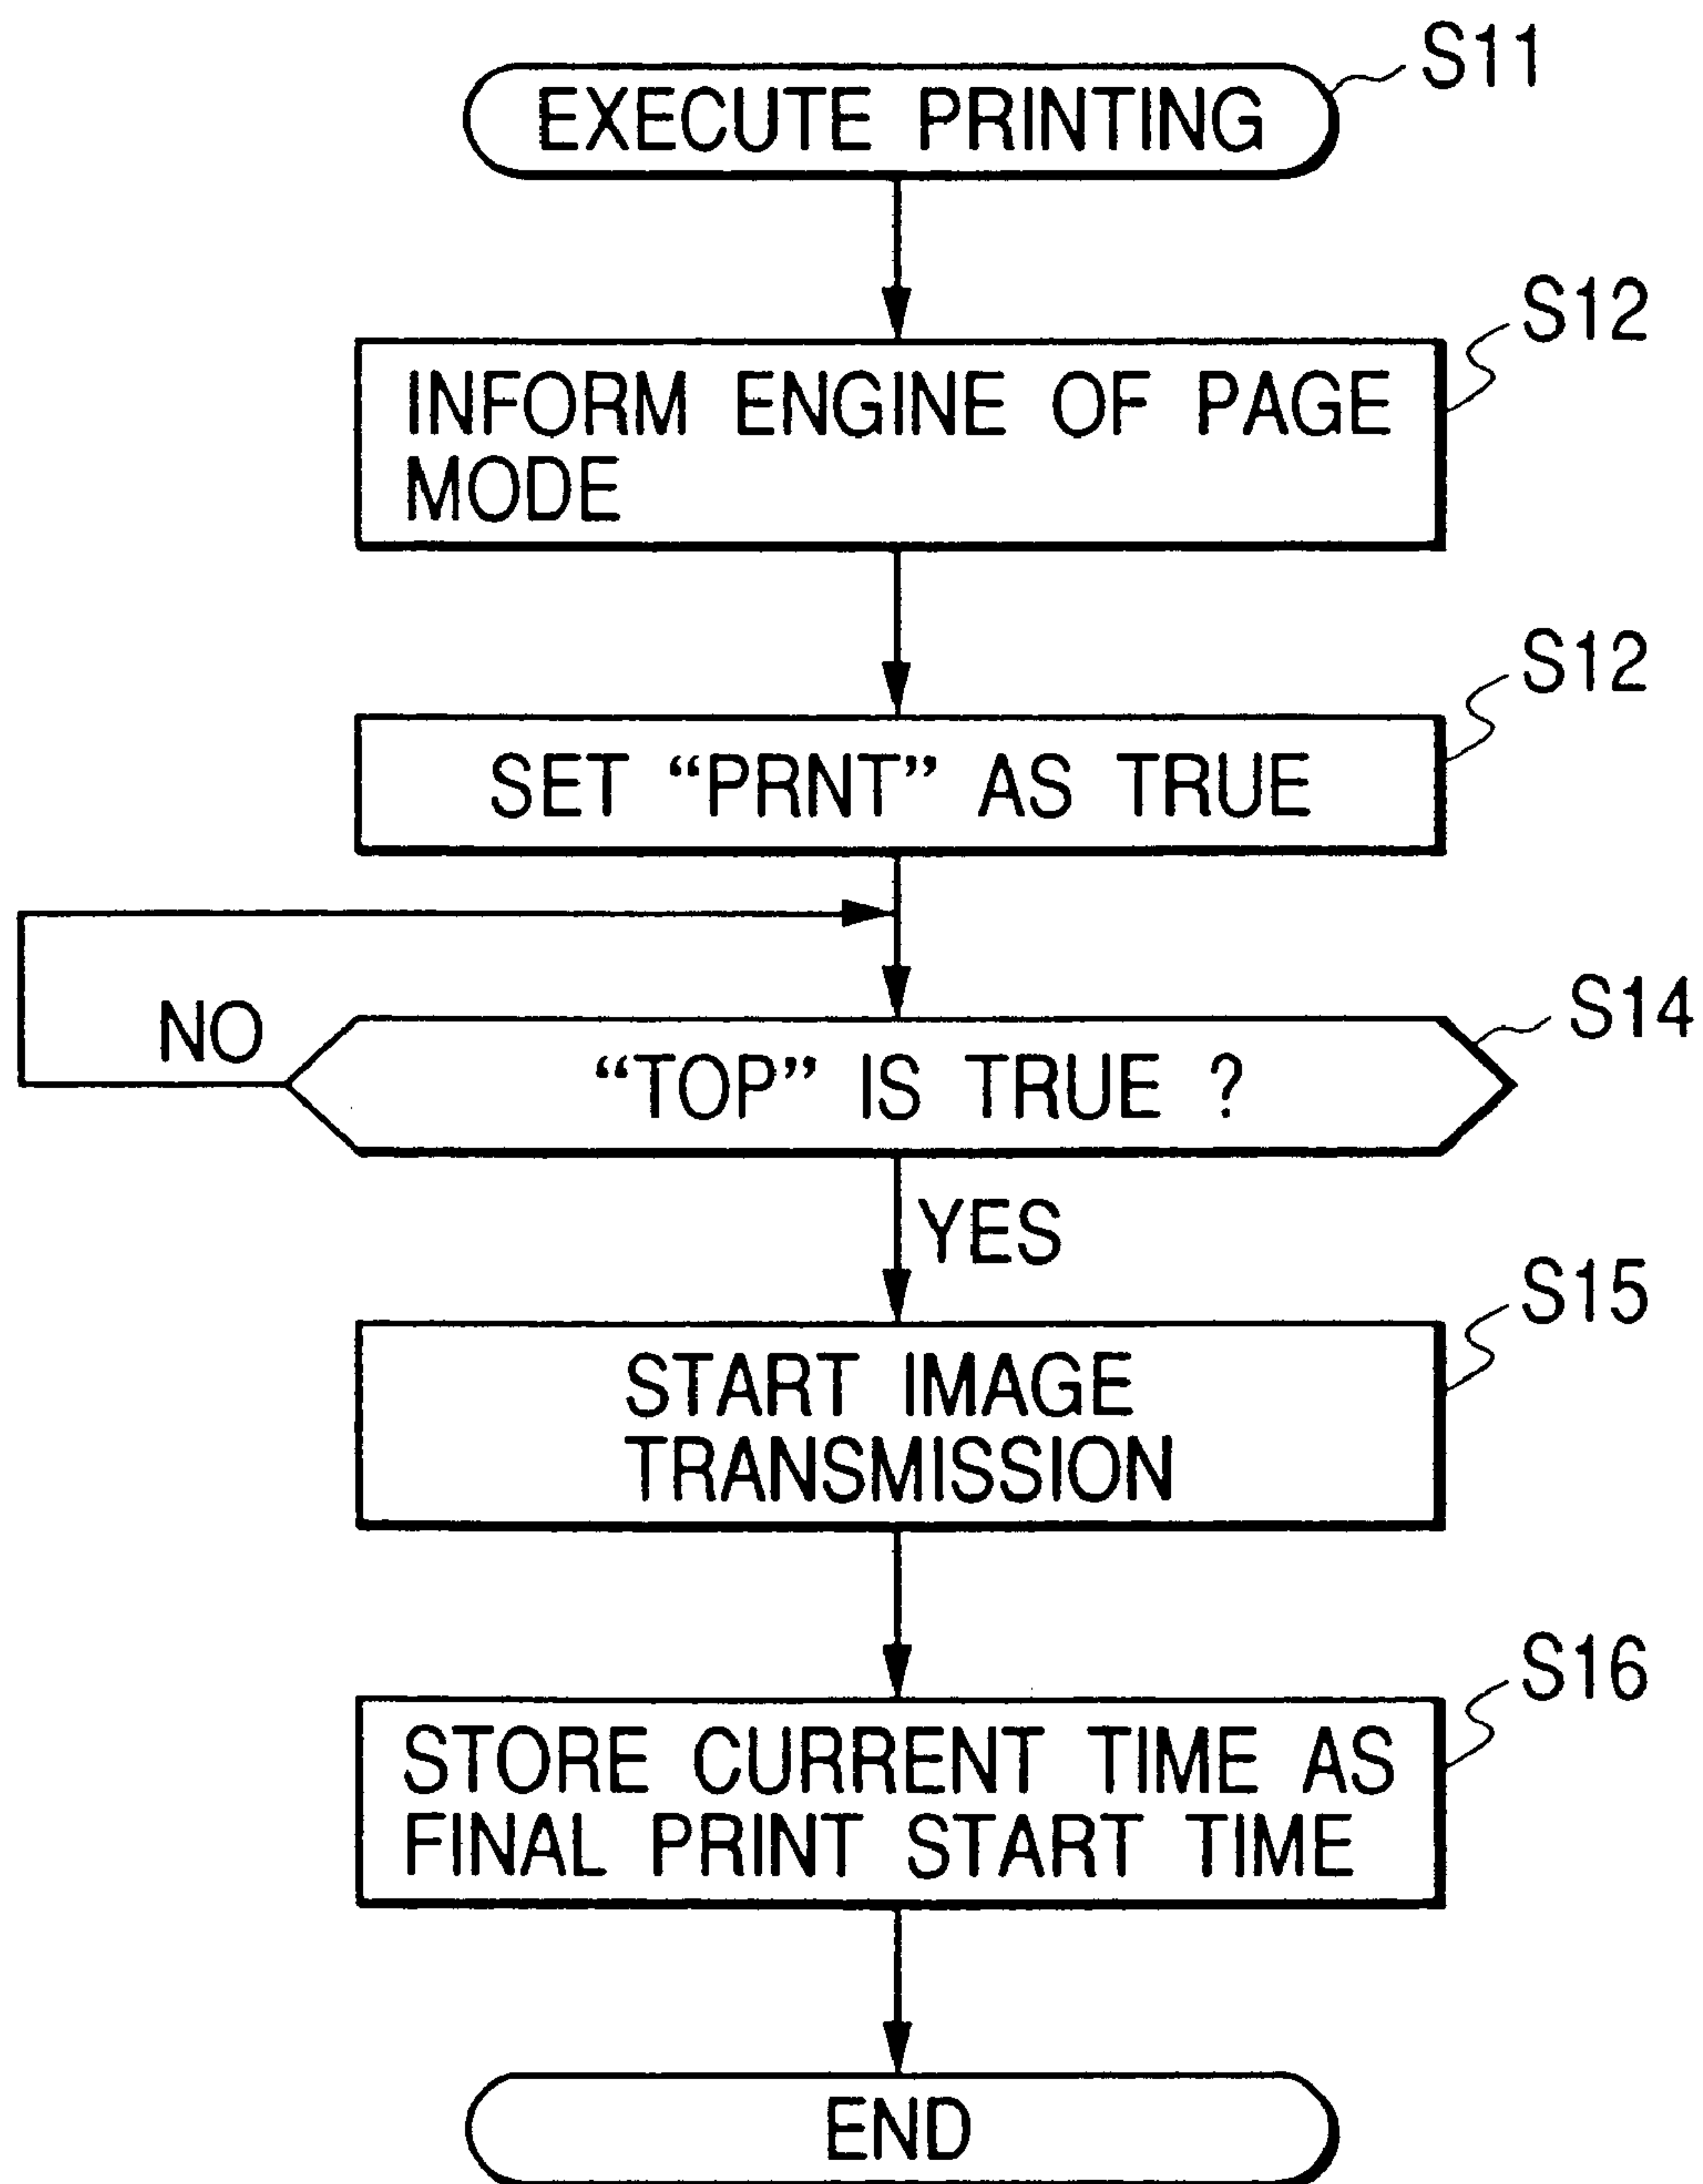 S11
EXECUTE PRINTING
S12
INFORM ENGINE OF PAGE
MODE
S12
SET “PRNT” AS TRUE
NO
S14
“TOP” IS TRUE ?
YES
S15
START IMAGE
TRANSMISSION
S16
STORE CURRENT TIME AS
FINAL PRINT START TIME
END